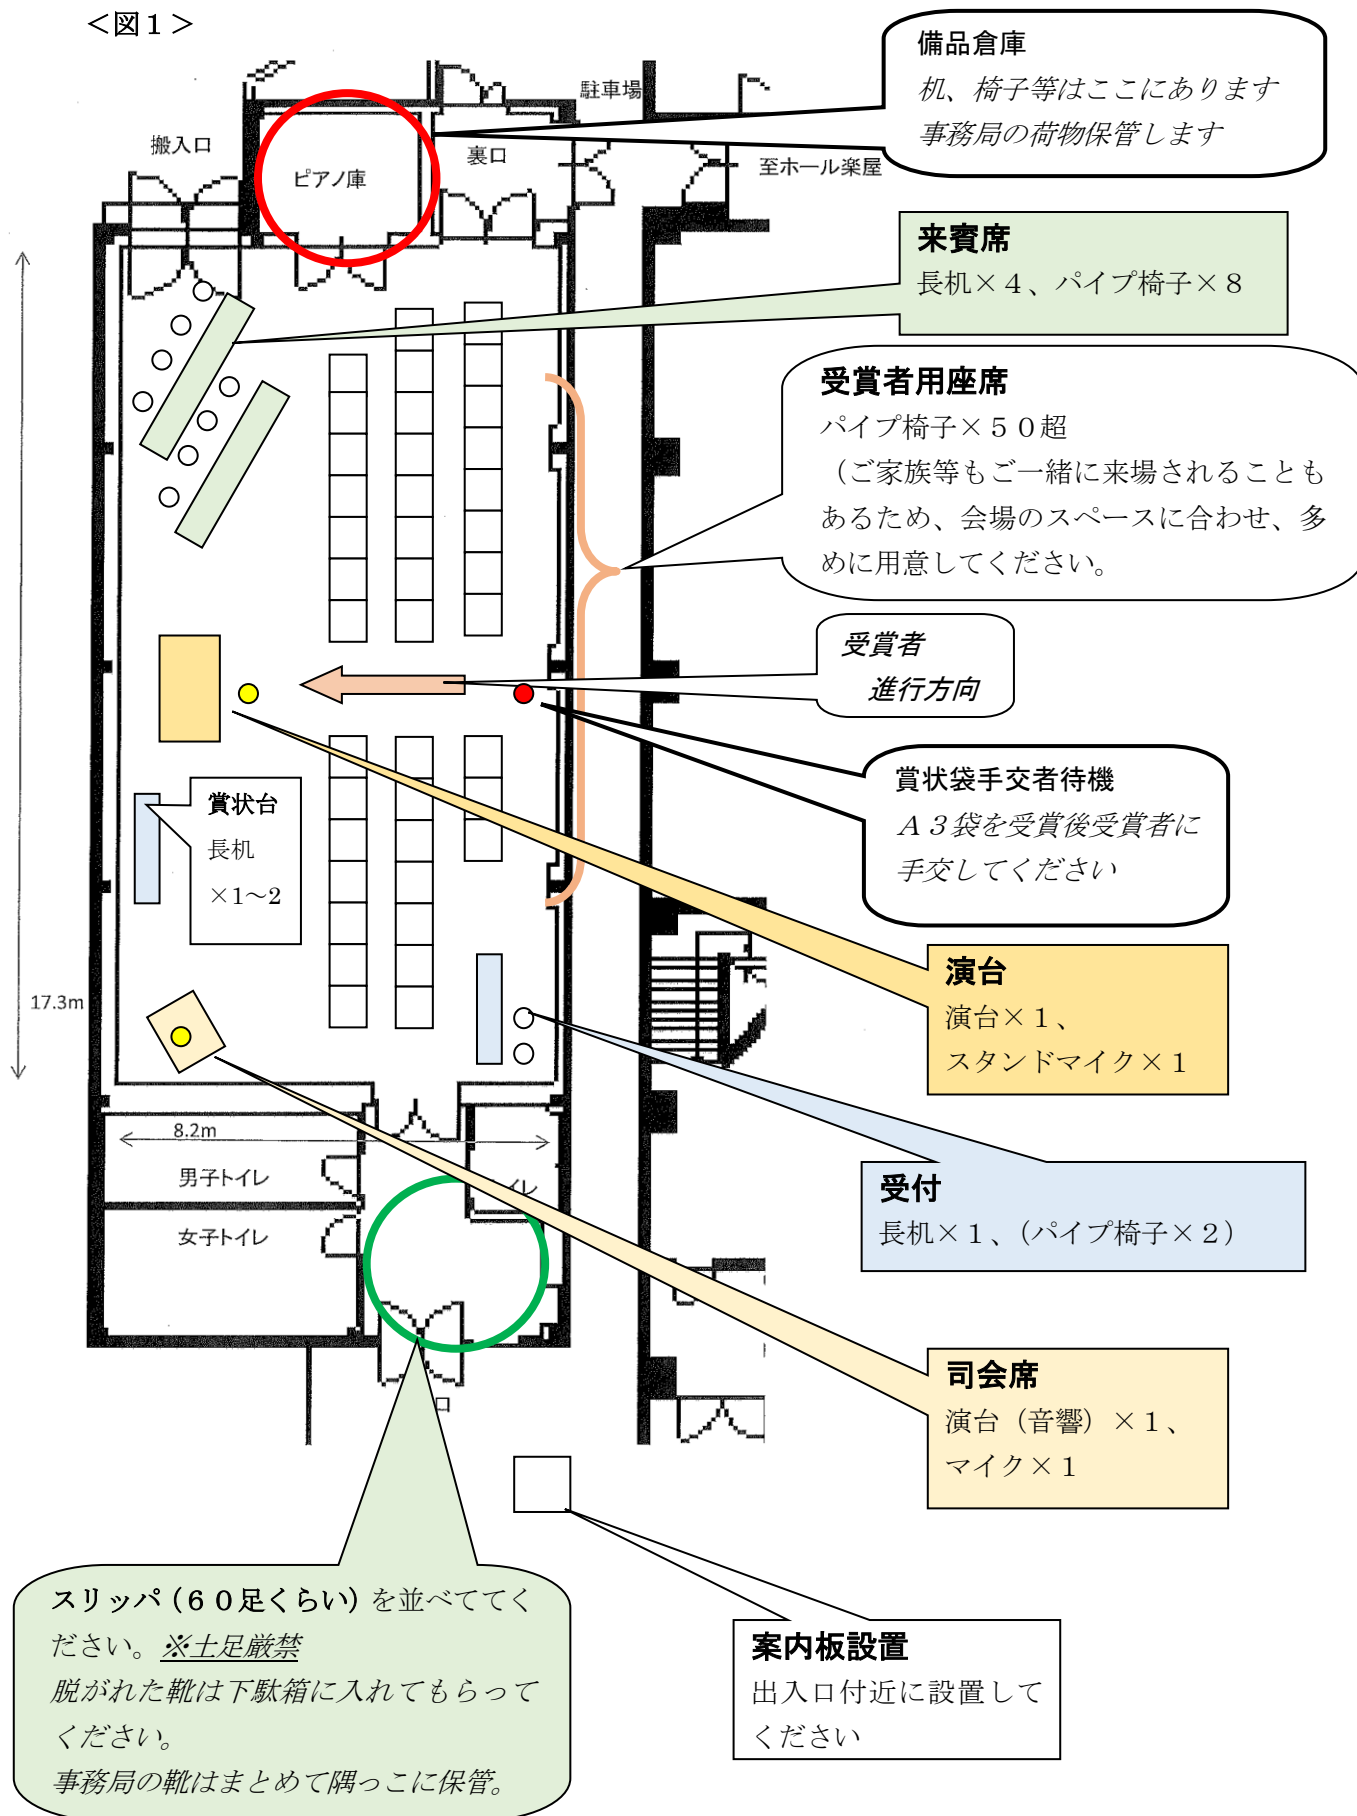 ＜図１＞
備品倉庫
机、椅子等はここにあります
事務局の荷物保管します
駐車場
搬入口
裏口
ピアノ庫
至ホール楽屋
来賓席
長机×４、パイプ椅子×８
受賞者用座席
パイプ椅子×５０超
（ご家族等もご一緒に来場されることも
あるため、会場のスペースに合わせ、多
めに用意してください。
受賞者
進行方向
賞状袋手交者待機
Ａ３袋を受賞後受賞者に
手交してください
賞状台
長机
×1～2
演台
演台×１、
スタンドマイク×１
17.3m
8.2m
男子トイレ
イレ
女子トイレ
受付
長机×１、（パイプ椅子×２）
司会席
演台（音響）×１、
マイク×１
口
スリッパ（６０足くらい）を並べててく
ださい。※土足厳禁
脱がれた靴は下駄箱に入れてもらって
ください。
事務局の靴はまとめて隅っこに保管。
案内板設置
出入口付近に設置して
ください